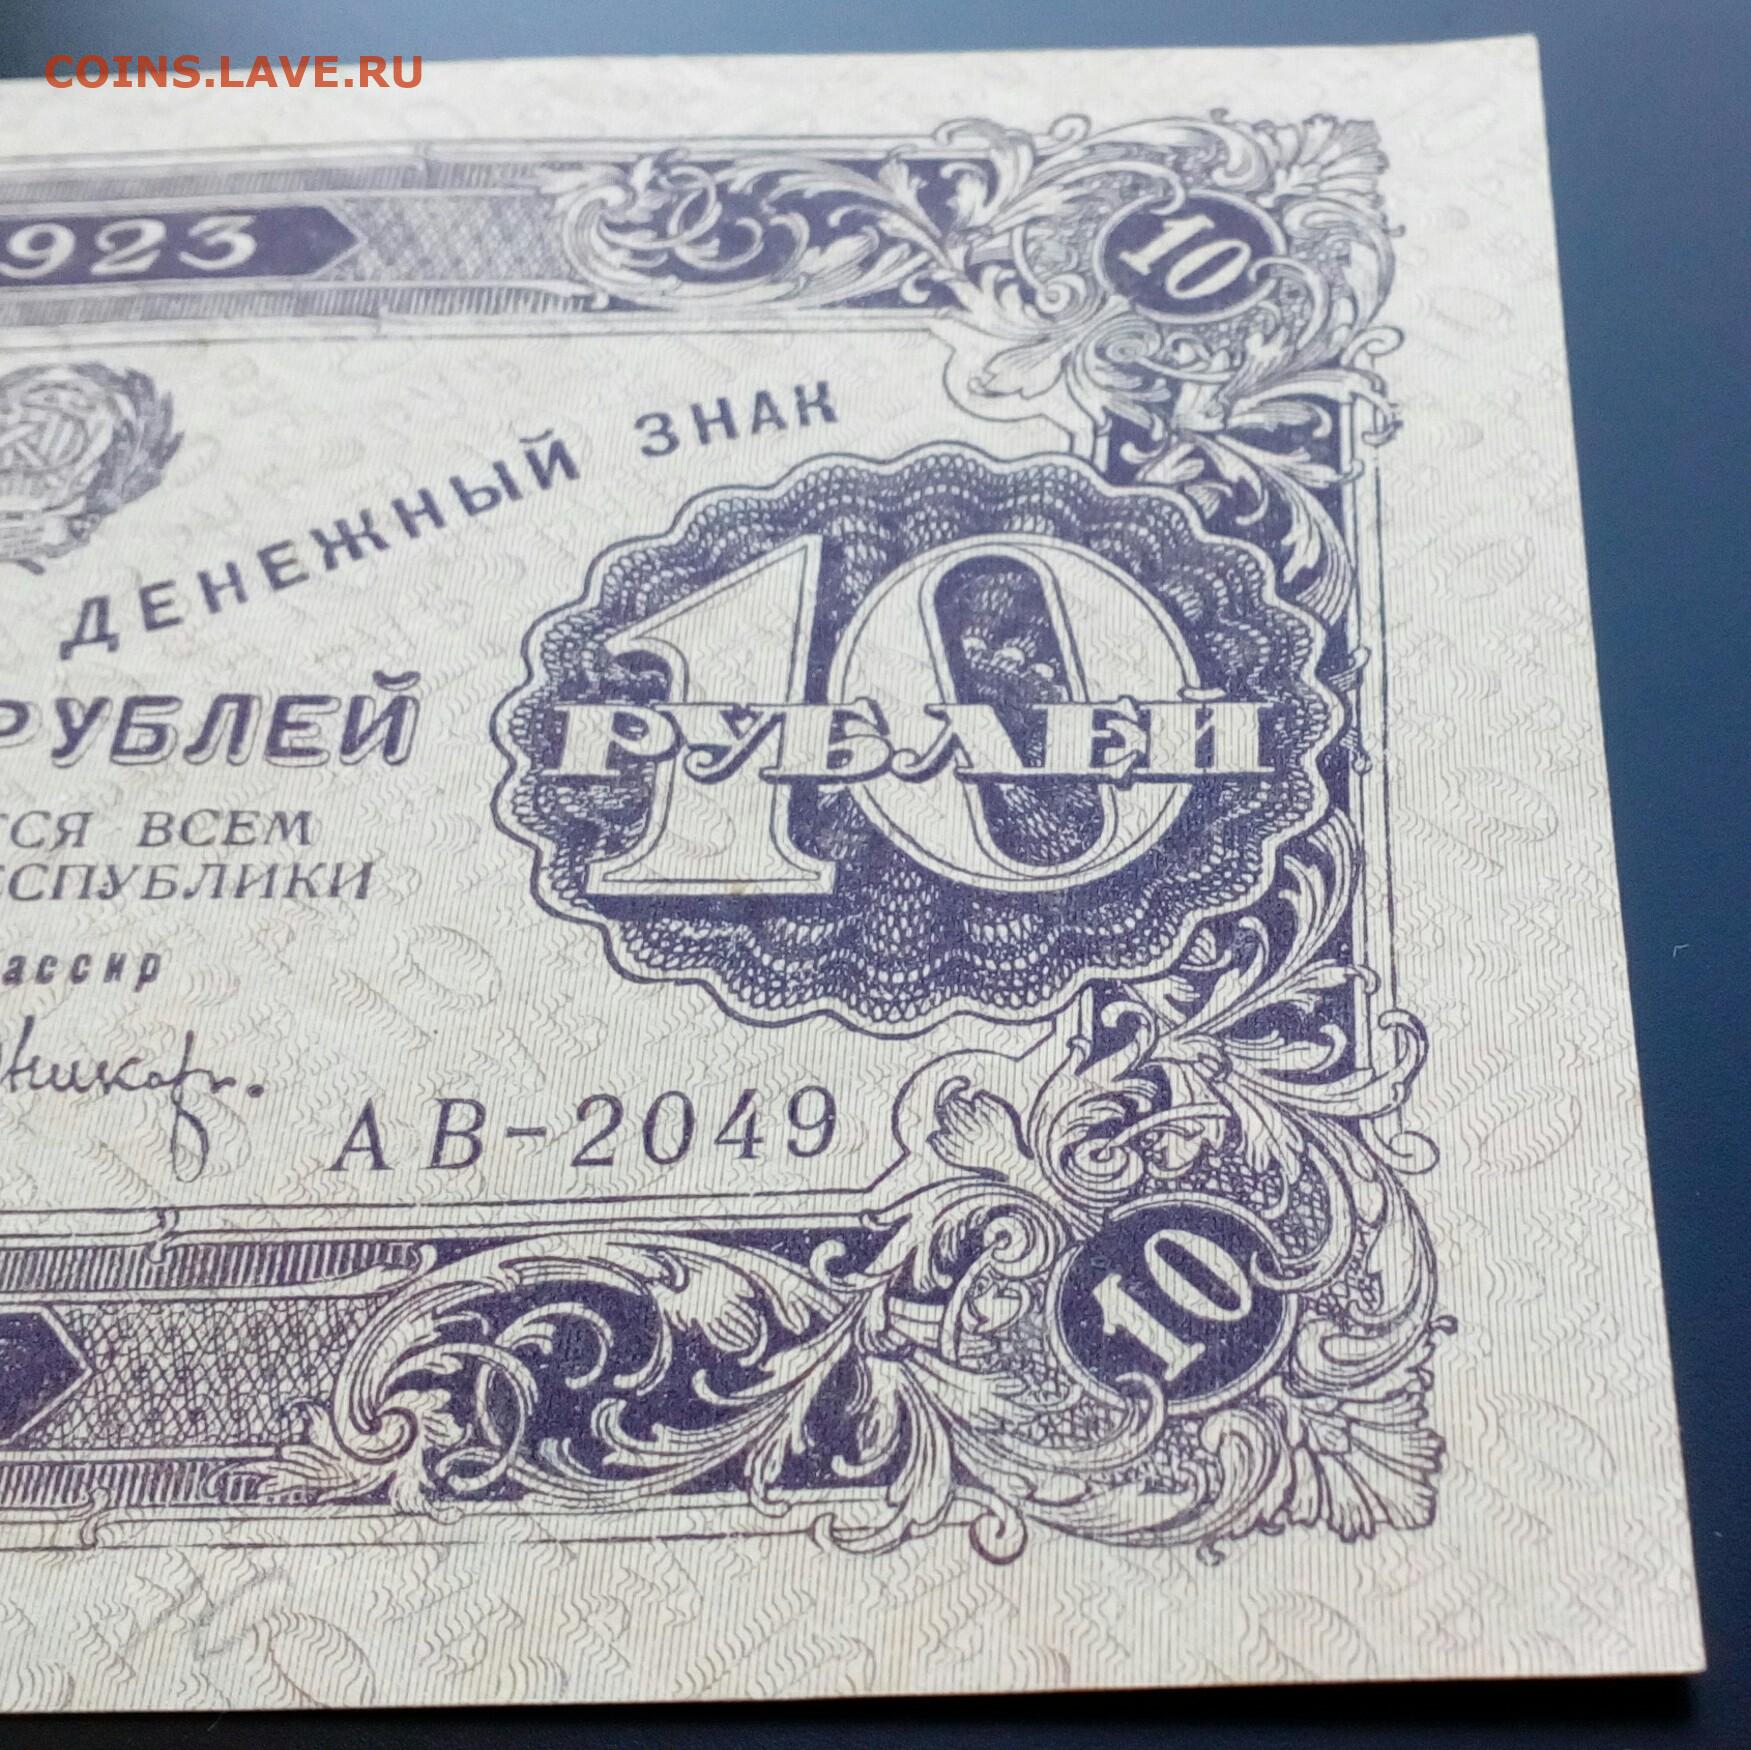 COINS.LAVE.RU
923
10
ДЕНЕЖНЫЙ ЗНАК
10
РУБЛЕЙ
РУБЛЕЙ
ТСЯ ВСЕМ
ЕСПУБЛИКИ
ассир
АВ-2049
10